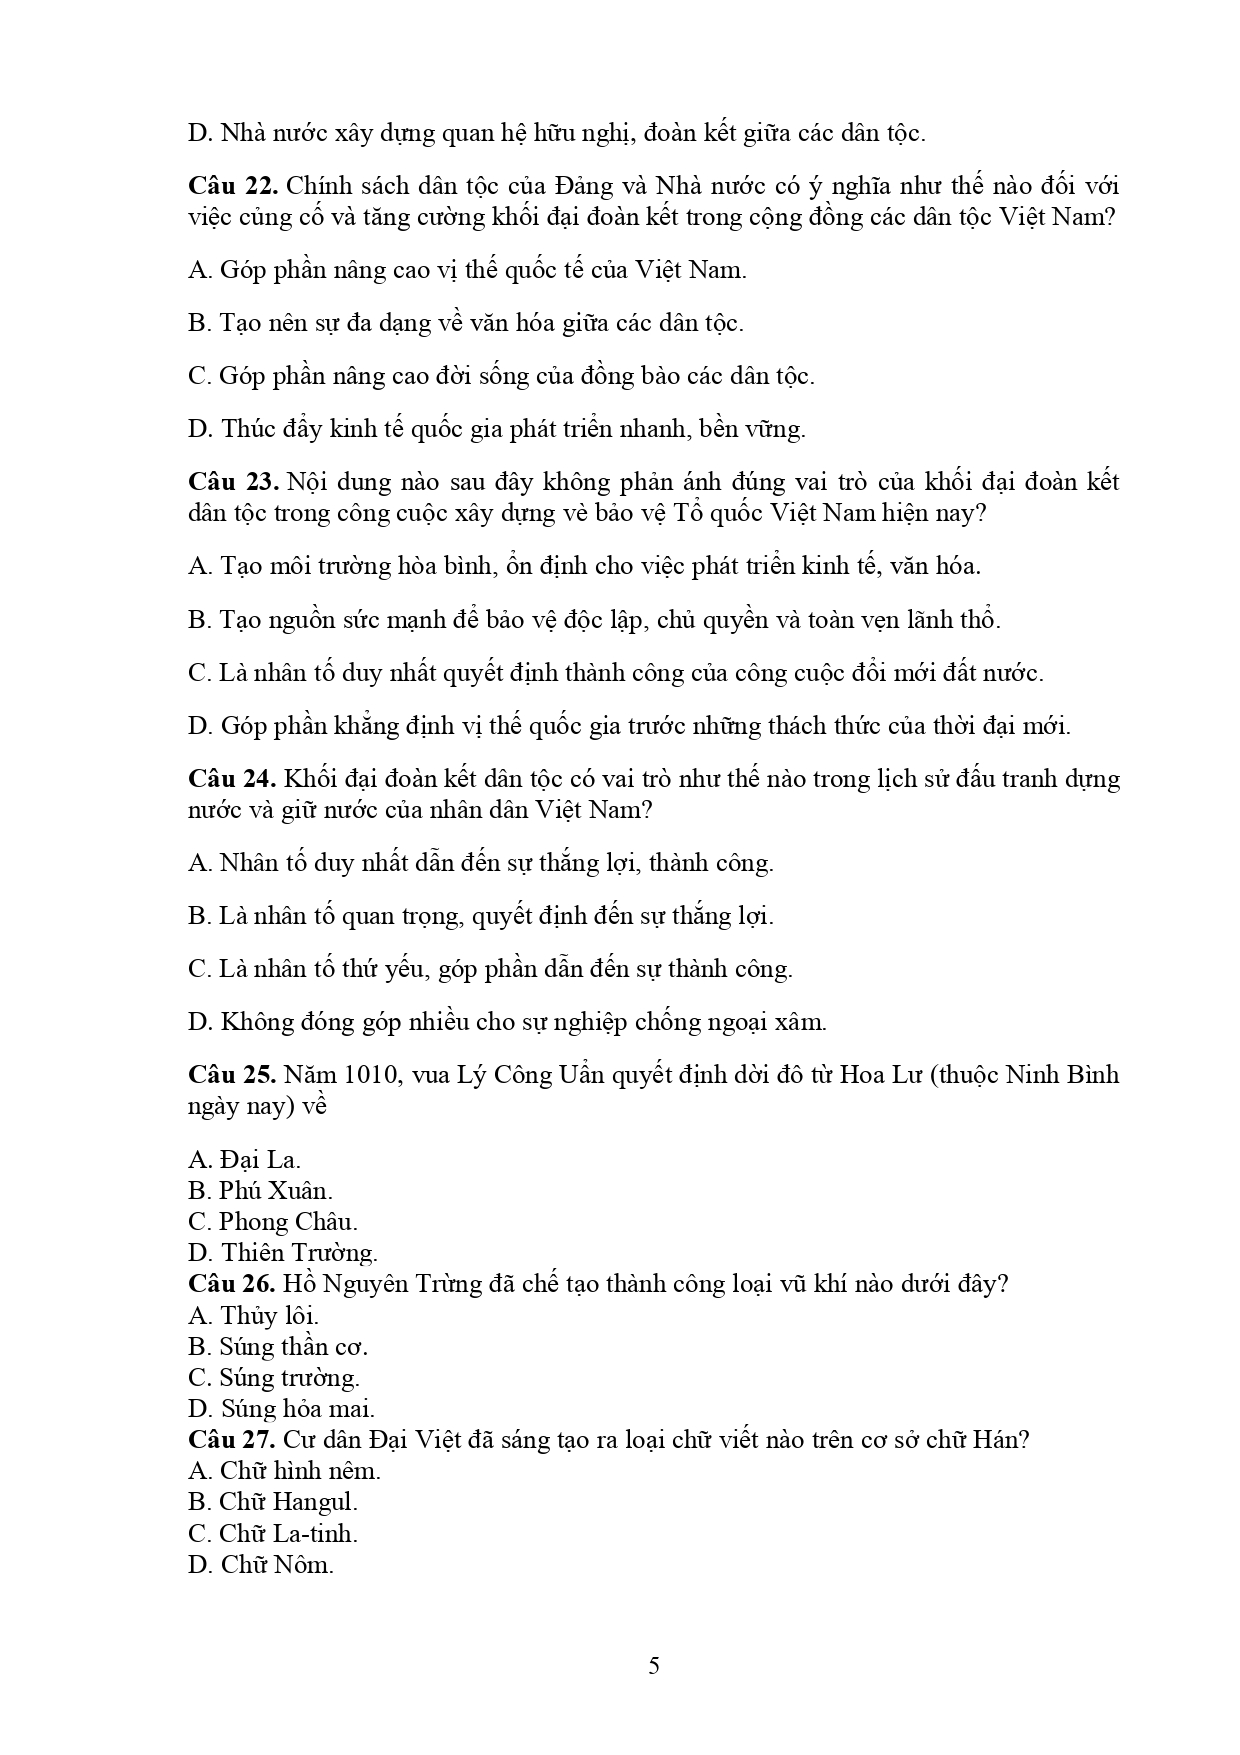 D. Nhà nước xây dựng quan hệ hữu nghị, đoàn kết giữa các dân tộc.
Câu 22. Chính sách dân tộc của Đảng và Nhà nước có ý nghĩa như thế nào đối với
việc củng cố và tăng cường khối đại đoàn kết trong cộng đồng các dân tộc Việt Nam?
A. Góp phần nâng cao vị thế quốc tế của Việt Nam.
B. Tạo nên sự đa dạng về văn hóa giữa các dân tộc.
C. Góp phần nâng cao đời sống của đồng bào các dân tộc.
D. Thúc đẩy kinh tế quốc gia phát triển nhanh, bền vững.
Câu 23. Nội dung nào sau đây không phản ánh đúng vai trò của khối đại đoàn kết
dân tộc trong công cuộc xây dựng vè bảo vệ Tổ quốc Việt Nam hiện nay?
A. Tạo môi trường hòa bình, ổn định cho việc phát triển kinh tế, văn hóa.
B. Tạo nguồn sức mạnh để bảo vệ độc lập, chủ quyền và toàn vẹn lãnh thổ.
C. Là nhân tố duy nhất quyết định thành công của công cuộc đổi mới đất nước.
D. Góp phần khẳng định vị thế quốc gia trước những thách thức của thời đại mới.
Câu 24. Khối đại đoàn kết dân tộc có vai trò như thế nào trong lịch sử đấu tranh dựng
nước và giữ nước của nhân dân Việt Nam?
A. Nhân tố duy nhất dẫn đến sự thắng lợi, thành công.
B. Là nhân tố quan trọng, quyết định đến sự thắng lợi.
C. Là nhân tố thứ yếu, góp phần dẫn đến sự thành công.
D. Không đóng góp nhiều cho sự nghiệp chống ngoại xâm.
Câu 25. Năm 1010, vua Lý Công Uẩn quyết định dời đô từ Hoa Lư (thuộc Ninh Bình
ngày nay) về
A. Đại La.
B. Phú Xuân.
C. Phong Châu.
D. Thiên Trường.
Câu 26. Hồ Nguyên Trừng đã chế tạo thành công loại vũ khí nào dưới đây?
A. Thủy lôi.
B. Súng thần cơ.
C. Súng trường.
D. Súng hỏa mai.
Câu 27. Cư dân Đại Việt đã sáng tạo ra loại chữ viết nào trên cơ sở chữ Hán?
A. Chữ hình nêm.
B. Chữ Hangul.
C. Chữ La-tinh.
D. Chữ Nôm.
5